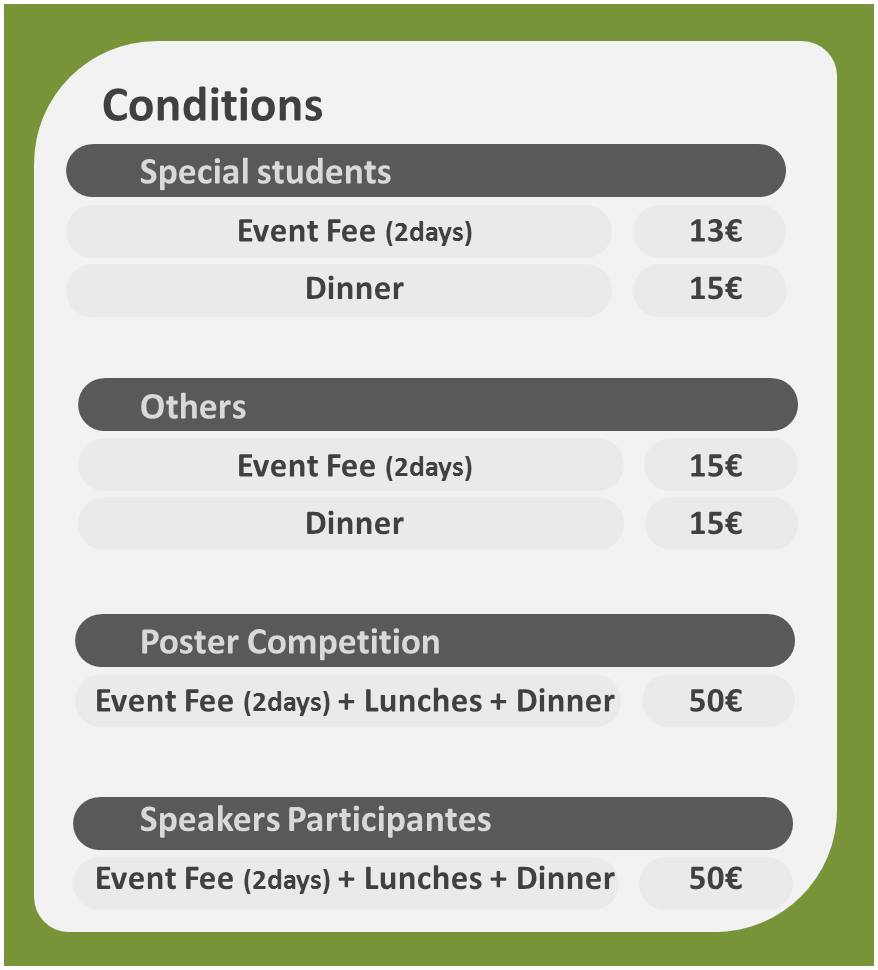 Conditions
Special students
Event Fee (2days) 13€
Dinner 15€
Others
Event Fee (2days) 15€
Dinner 15€
Poster Competition
Event Fee (2days) + Lunches + Dinner 50€
Speakers Participantes
Event Fee (2days) + Lunches + Dinner 50€